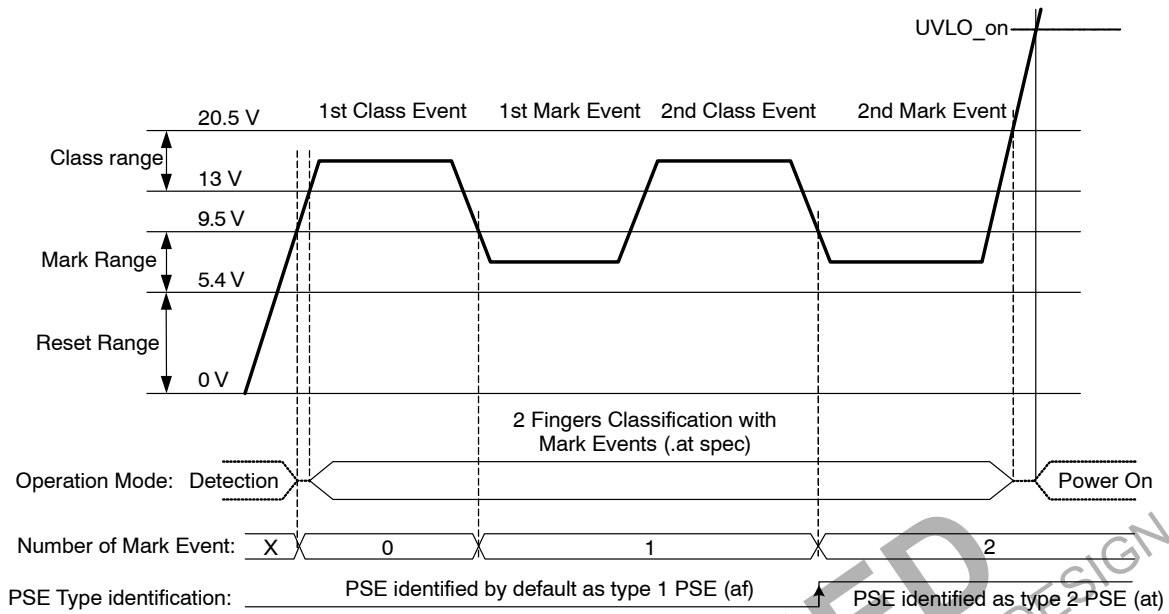 UVLO_on
1st Class Event 1st Mark Event 2nd Class Event 2nd Mark Event
20.5 V
Class range
13 V
9.5 V
Mark Range
5.4 V
Reset Range
0 V
2 Fingers Classification with
Mark Events (.at spec)
Operation Mode: Detection Power On
Number of Mark Event: X 0 1 2
PSE Type identification: PSE identified by default as type 1 PSE (af) PSE identified as type 2 PSE (at)
DESIGN